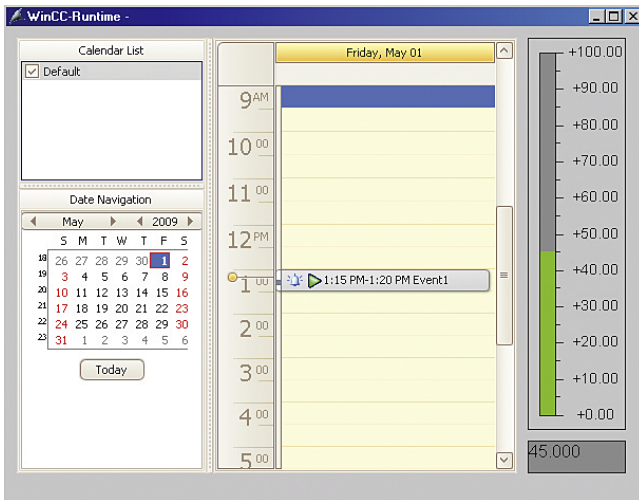 WinCC-Runtime -
Calendar List
Default
Date Navigation
May 2009
S M T W T F S
18 26 27 28 29 30 1 2
19 3 4 5 6 7 8 9
20 10 11 12 13 14 15 16
21 17 18 19 20 21 22 23
22 24 25 26 27 28 29 30
23 31 1 2 3 4 5 6
Today
Friday, May 01
9 AM
10 00
11 00
12 PM
1 00
1:15 PM-1:20 PM Event1
2 00
3 00
4 00
5 00
+100.00
+90.00
+80.00
+70.00
+60.00
+50.00
+40.00
+30.00
+20.00
+10.00
+0.00
45,000